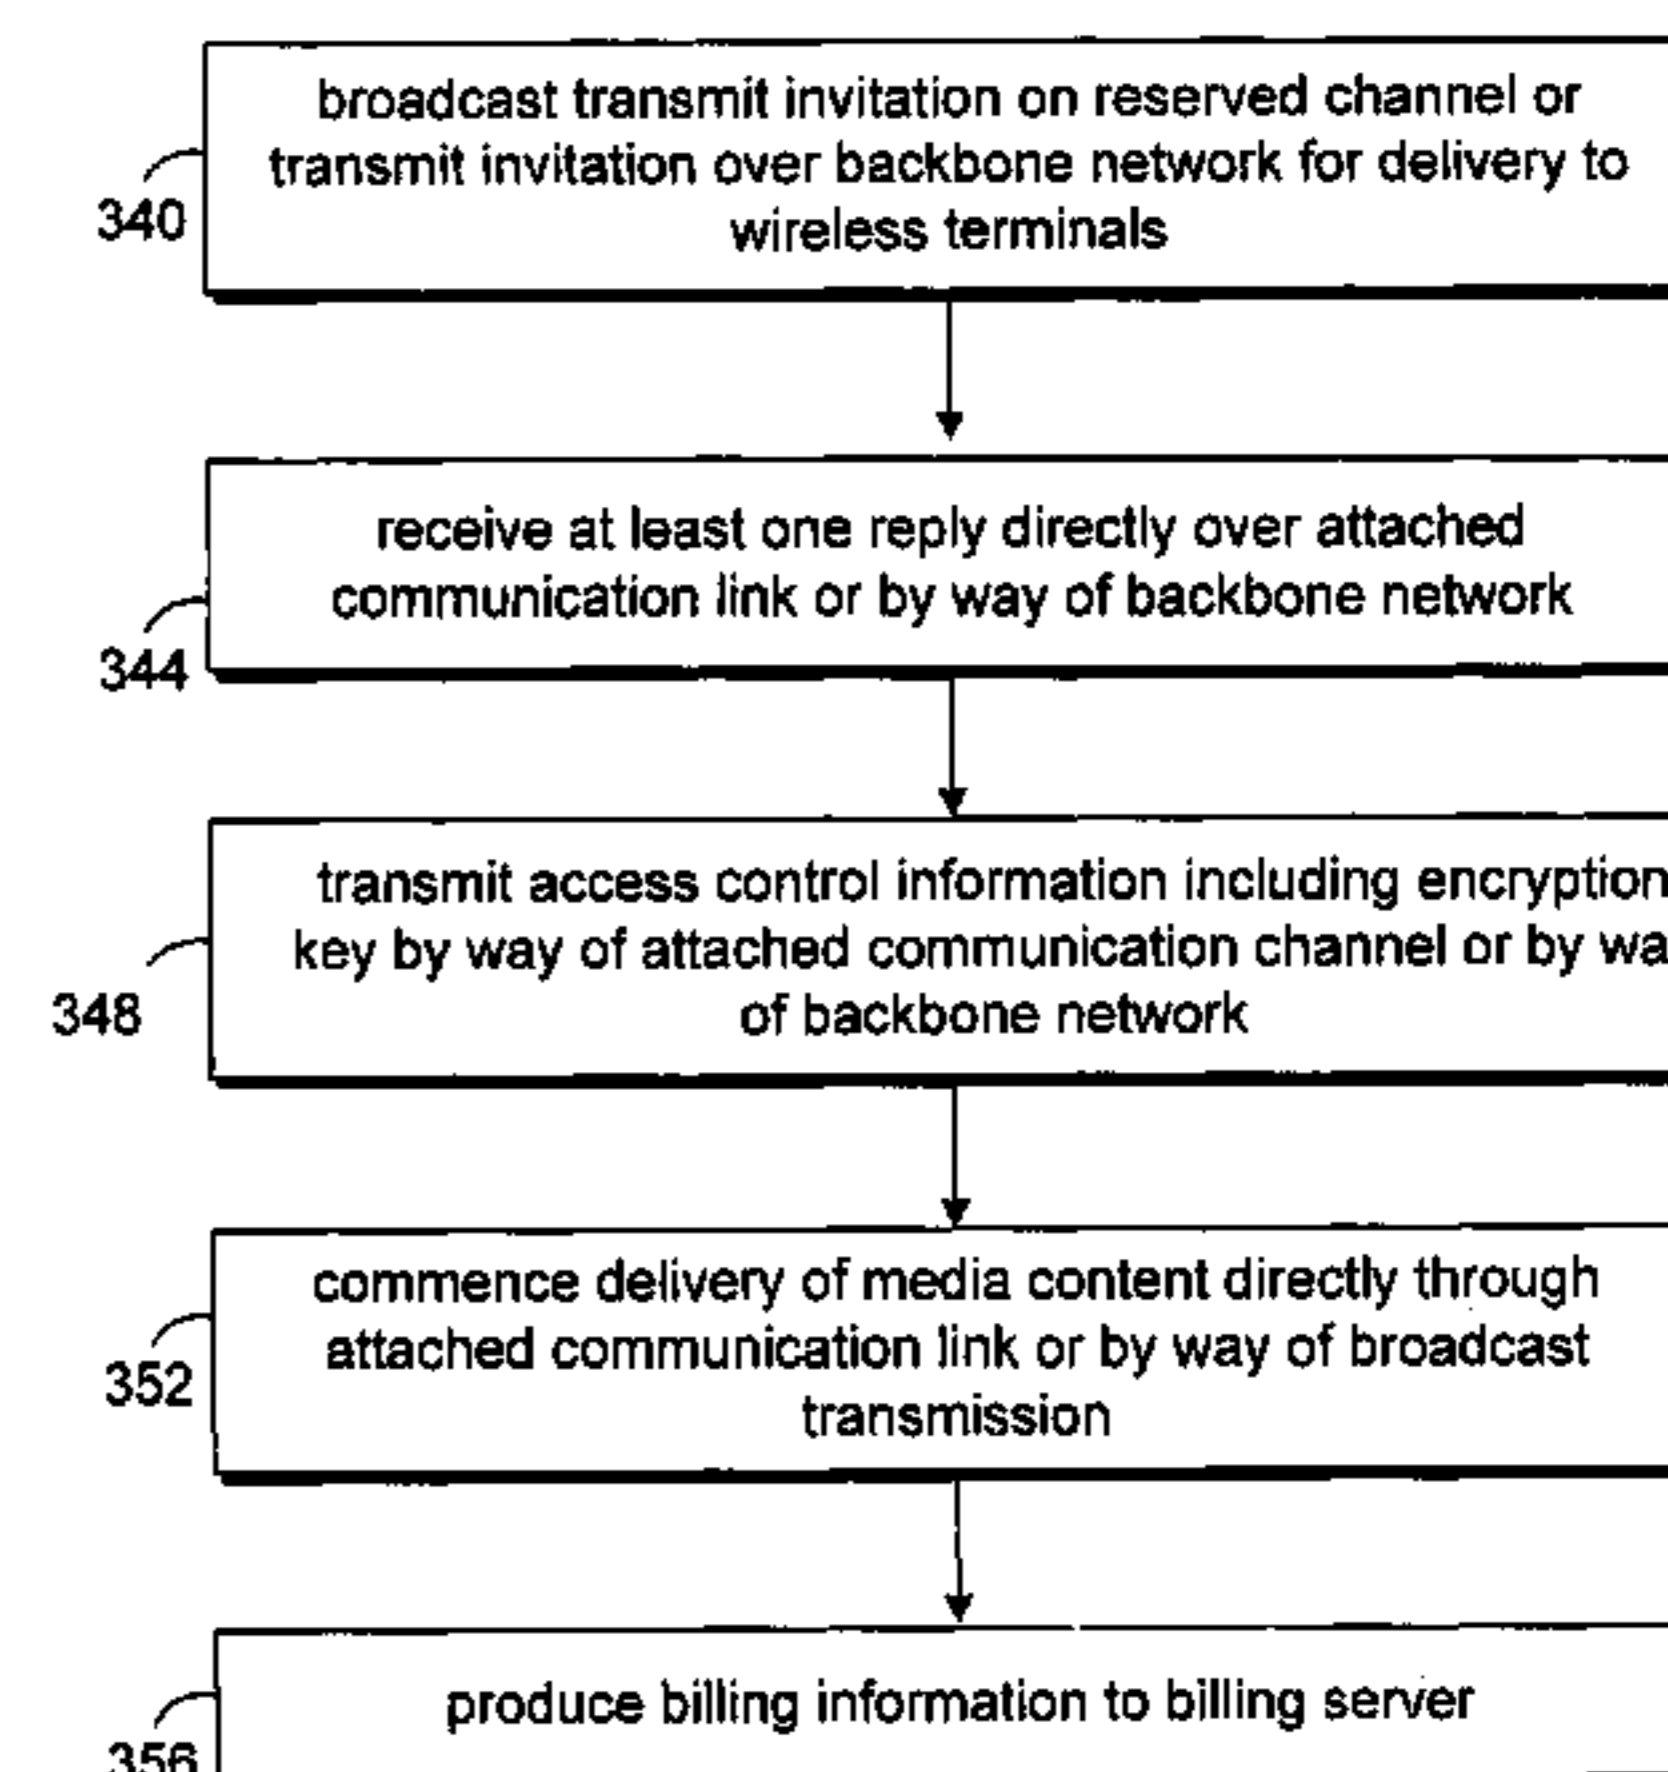 broadcast transmit invitation on reserved channel or
transmit invitation over backbone network for delivery to
wireless terminals
340
receive at least one reply directly over attached
communication link or by way of backbone network
344
transmit access control information including encryption
key by way of attached communication channel or by wa
of backbone network
348
commence delivery of media content directly through
attached communication link or by way of broadcast
transmission
352
produce billing information to billing server
356